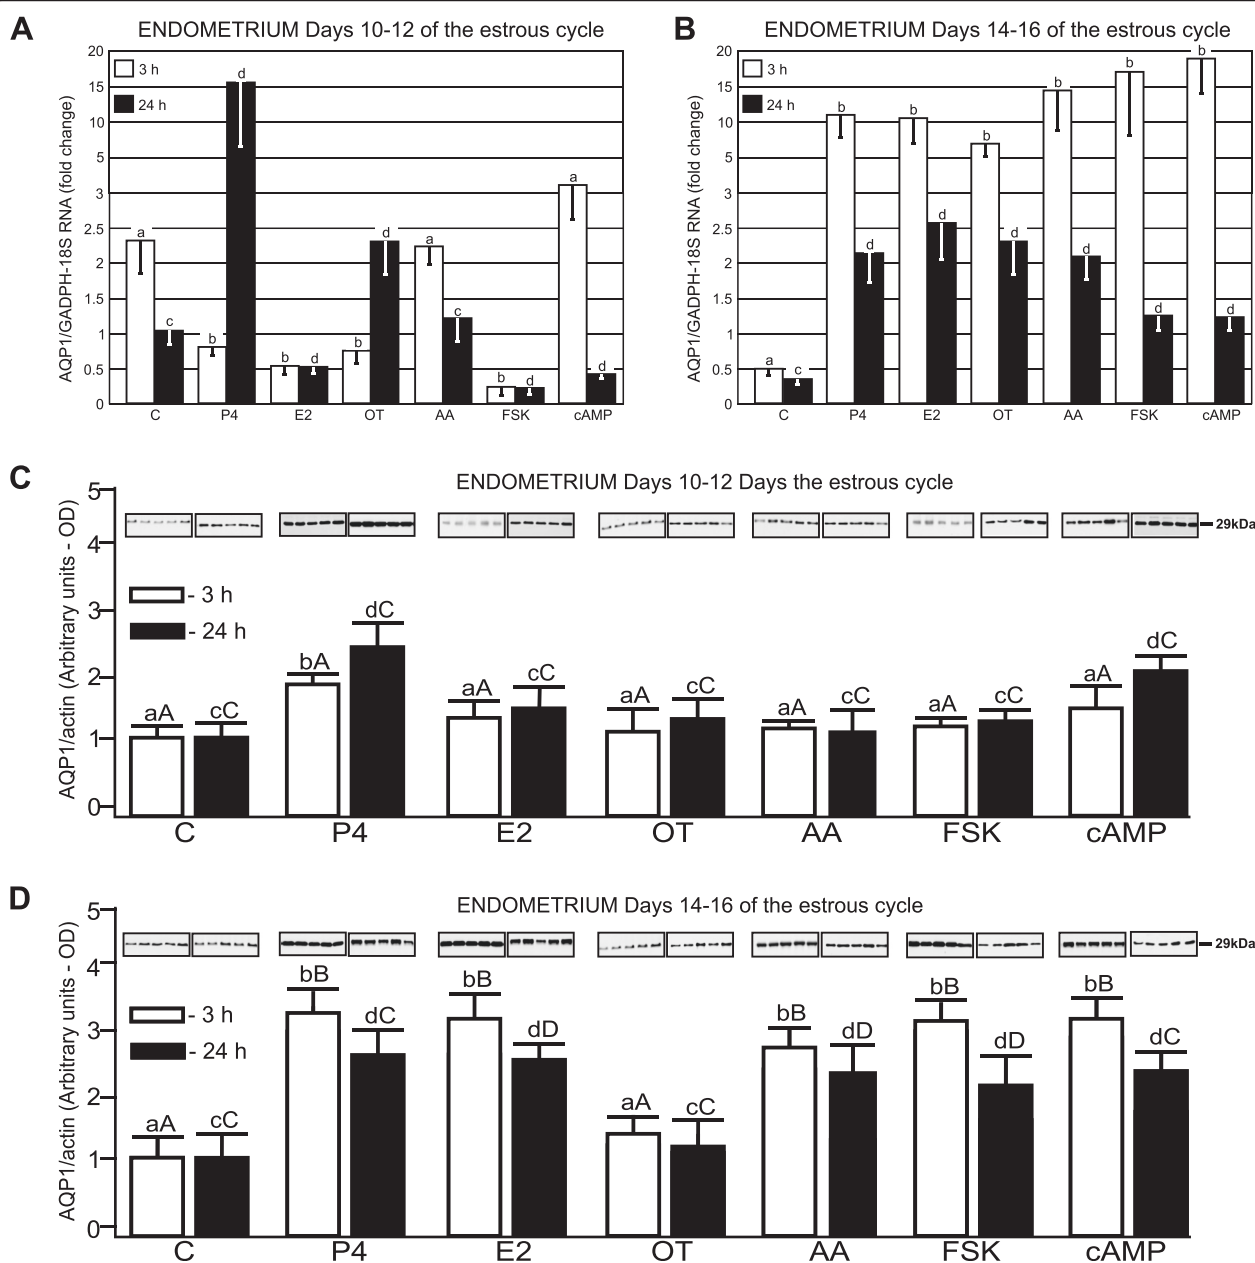 A
ENDOMETRIUM Days 10-12 of the estrous cycle
AQP1/GADPH-18S RNA (fold change)
20
15
10
5
3
2.5
2
1.5
1
0.5
0
3 h
24 h
a
c
b
d
b
d
b
d
a
c
b
d
a
d
C
P4
E2
OT
AA
FSK
cAMP
B
ENDOMETRIUM Days 14-16 of the estrous cycle
AQP1/GADPH-18S RNA (fold change)
20
15
10
5
3
2.5
2
1.5
1
0.5
0
3 h
24 h
a
c
b
d
b
d
b
d
b
d
b
d
b
d
C
P4
E2
OT
AA
FSK
cAMP
C
ENDOMETRIUM Days 10-12 Days the estrous cycle
AQP1/actin (Arbitrary units - OD)
5
4
3
2
1
0
29kDa
- 3 h
- 24 h
aA
cC
bA
dC
aA
cC
aA
cC
aA
cC
aA
cC
aA
dC
C
P4
E2
OT
AA
FSK
cAMP
D
ENDOMETRIUM Days 14-16 of the estrous cycle
AQP1/actin (Arbitrary units - OD)
5
4
3
2
1
0
29kDa
- 3 h
- 24 h
aA
cC
bB
dC
bB
dD
aA
cC
bB
dD
bB
dD
bB
dC
C
P4
E2
OT
AA
FSK
cAMP